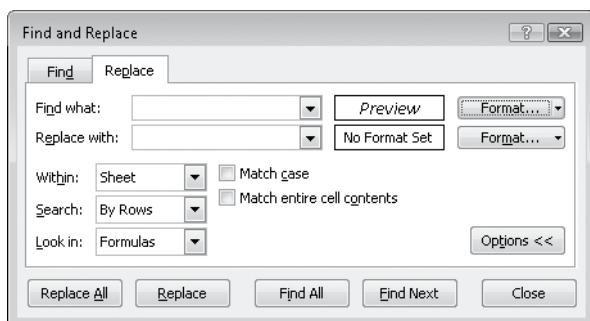 Find and Replace
Find Replace
Find what: Preview Format...
Replace with: No Format Set Format...
Within: Sheet Match case
Search: By Rows Match entire cell contents
Look in: Formulas Options <<
Replace All Replace Find All Find Next Close